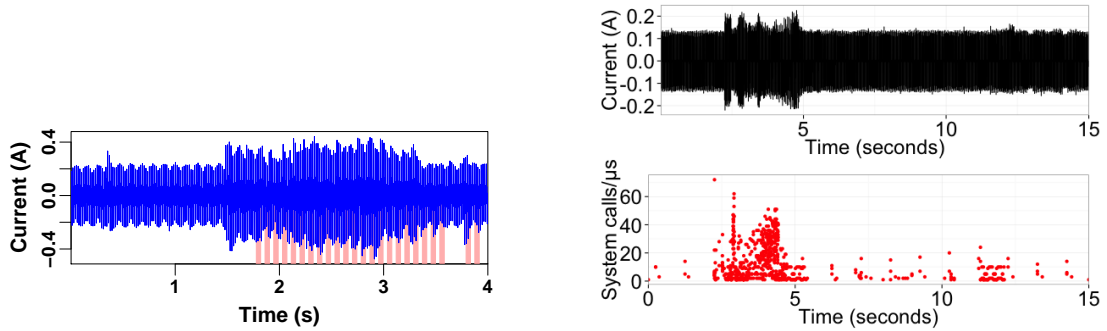 Current (A)
0.4
0.0
−0.4
1 2 3 4
Time (s)
Current (A)
0.2
0.1
0.0
-0.1
-0.2
5 10 15
Time (seconds)
System calls/μs
60
40
20
0
0 5 10 15
Time (seconds)